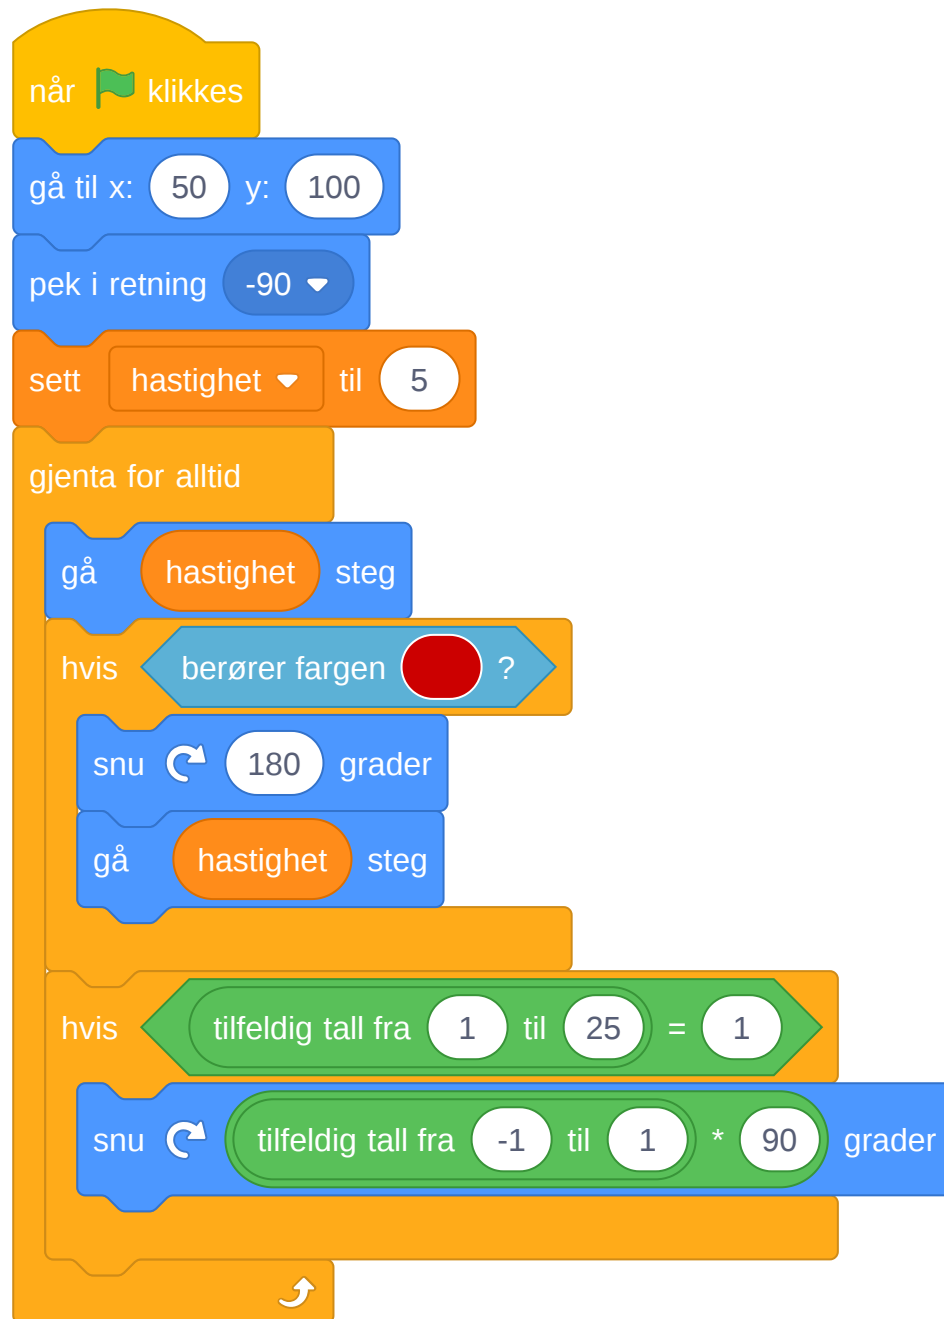 når klikkes
gå til x: 50 y: 100
pek i retning -90
sett hastighet til 5
gjenta for alltid
gå hastighet steg
hvis berører fargen ?
snu 180 grader
gå hastighet steg
hvis tilfeldig tall fra 1 til 25 = 1
snu tilfeldig tall fra -1 til 1 * 90 grader